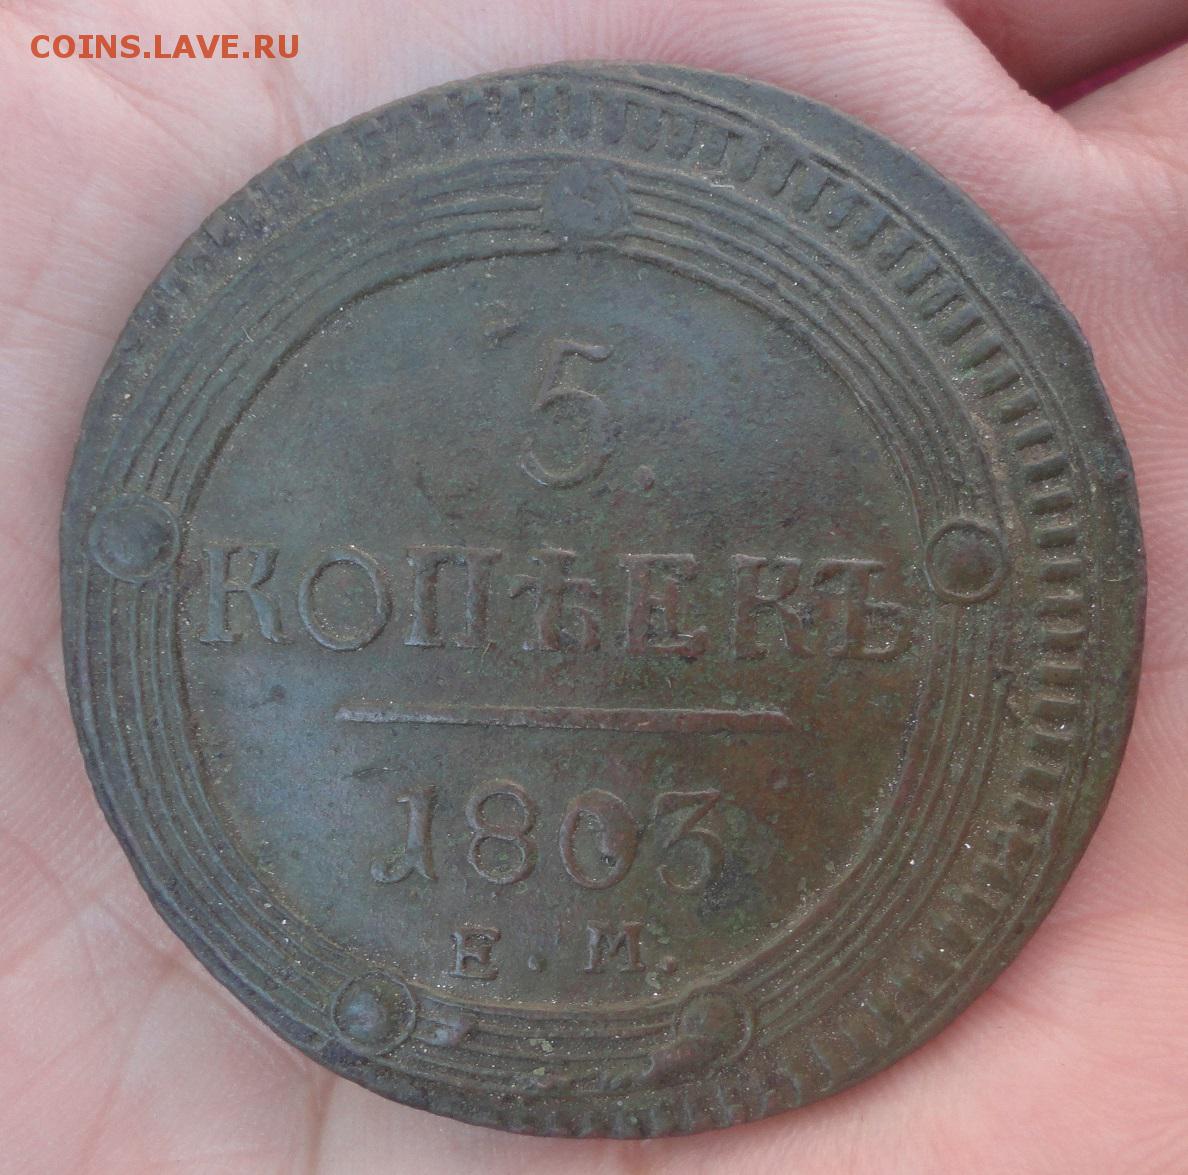 COINS.LAVE.RU
5.
КОПѢЕКЪ
1803
Е. М.